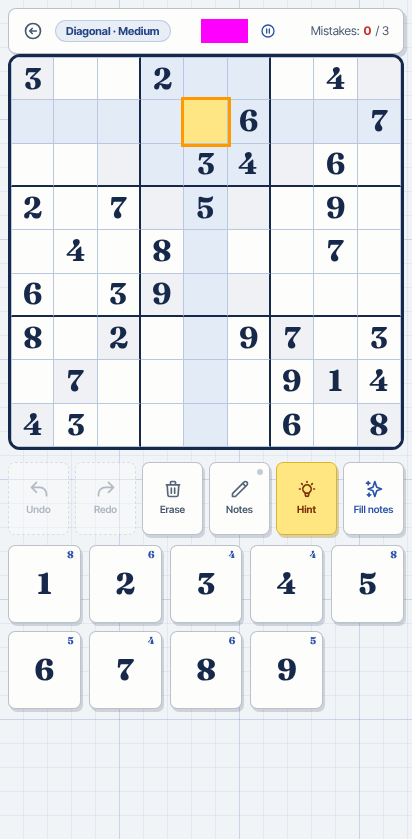 Diagonal · Medium
Mistakes: 0 / 3
3 2 4
6 7
3 4 6
2 7 5 9
4 8 7
6 3 9
8 2 9 7 3
7 9 1 4
4 3 6 8
Undo Redo Erase Notes Hint Fill notes
8 6 4 4 8
1 2 3 4 5
5 4 6 5
6 7 8 9